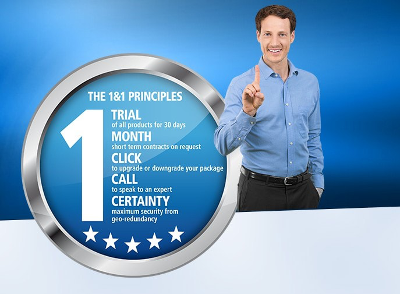 THE 1&1 PRINCIPLES
1
TRIAL
of all products for 30 days
MONTH
short term contracts on request
CLICK
to upgrade or downgrade your package
CALL
to speak to an expert
CERTAINTY
maximum security from
geo-redundancy